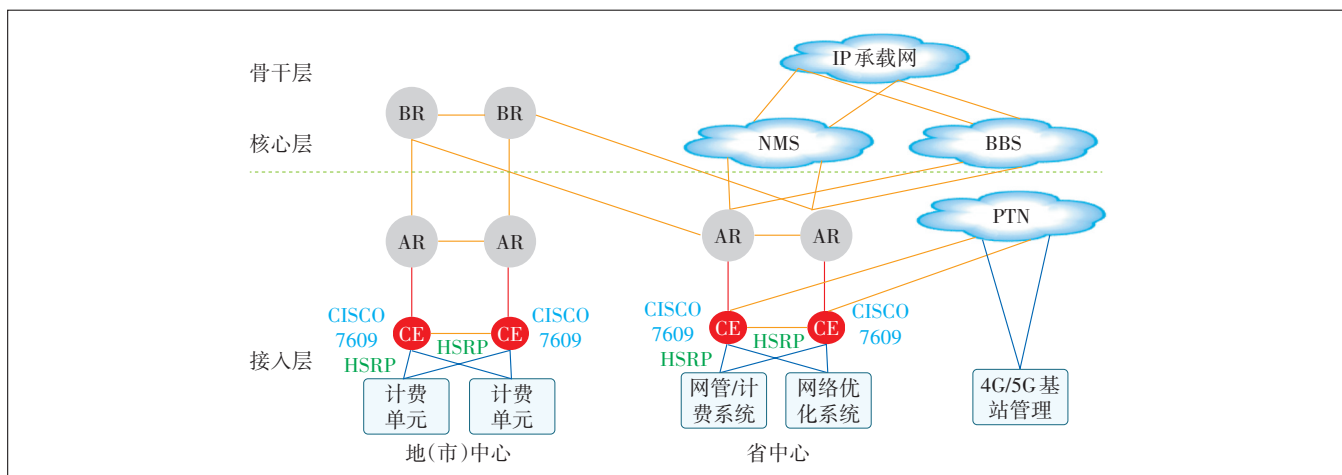 IP承载网
骨干层
BR
BR
NMS
BBS
核心层
PTN
AR
AR
AR
AR
CISCO
7609
CE
CE
CISCO
7609
CISCO
7609
CE
CE
CISCO
7609
HSRP
HSRP
HSRP
HSRP
接入层
计费
单元
计费
单元
网管/计
费系统
网络优
化系统
4G/5G基
站管理
地(市)中心
省中心